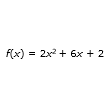 f(x) = 2x² + 6x + 2